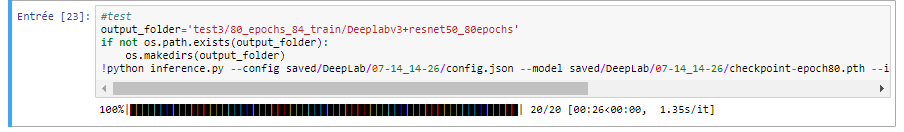 Entrée [23]: #test
output_folder='test3/80_epochs_84_train/Deeplabv3+resnet50_80epochs'
if not os.path.exists(output_folder):
    os.makedirs(output_folder)
!python inference.py --config saved/DeepLab/07-14_14-26/config.json --model saved/DeepLab/07-14_14-26/checkpoint-epoch80.pth --i
100%| | 20/20 [00:26<00:00, 1.35s/it]